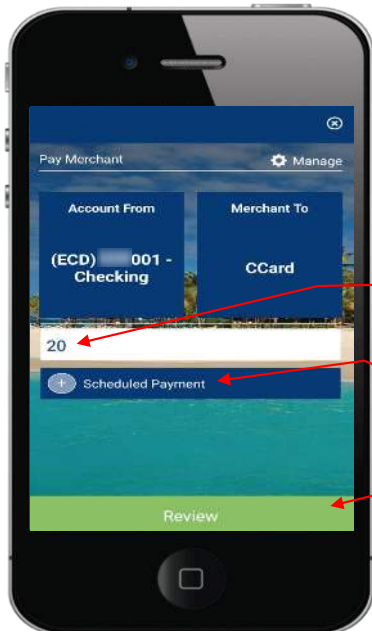 Pay Merchant
Manage
Account From
Merchant To
(ECD) 001 -
Checking
CCard
20
Scheduled Payment
Review